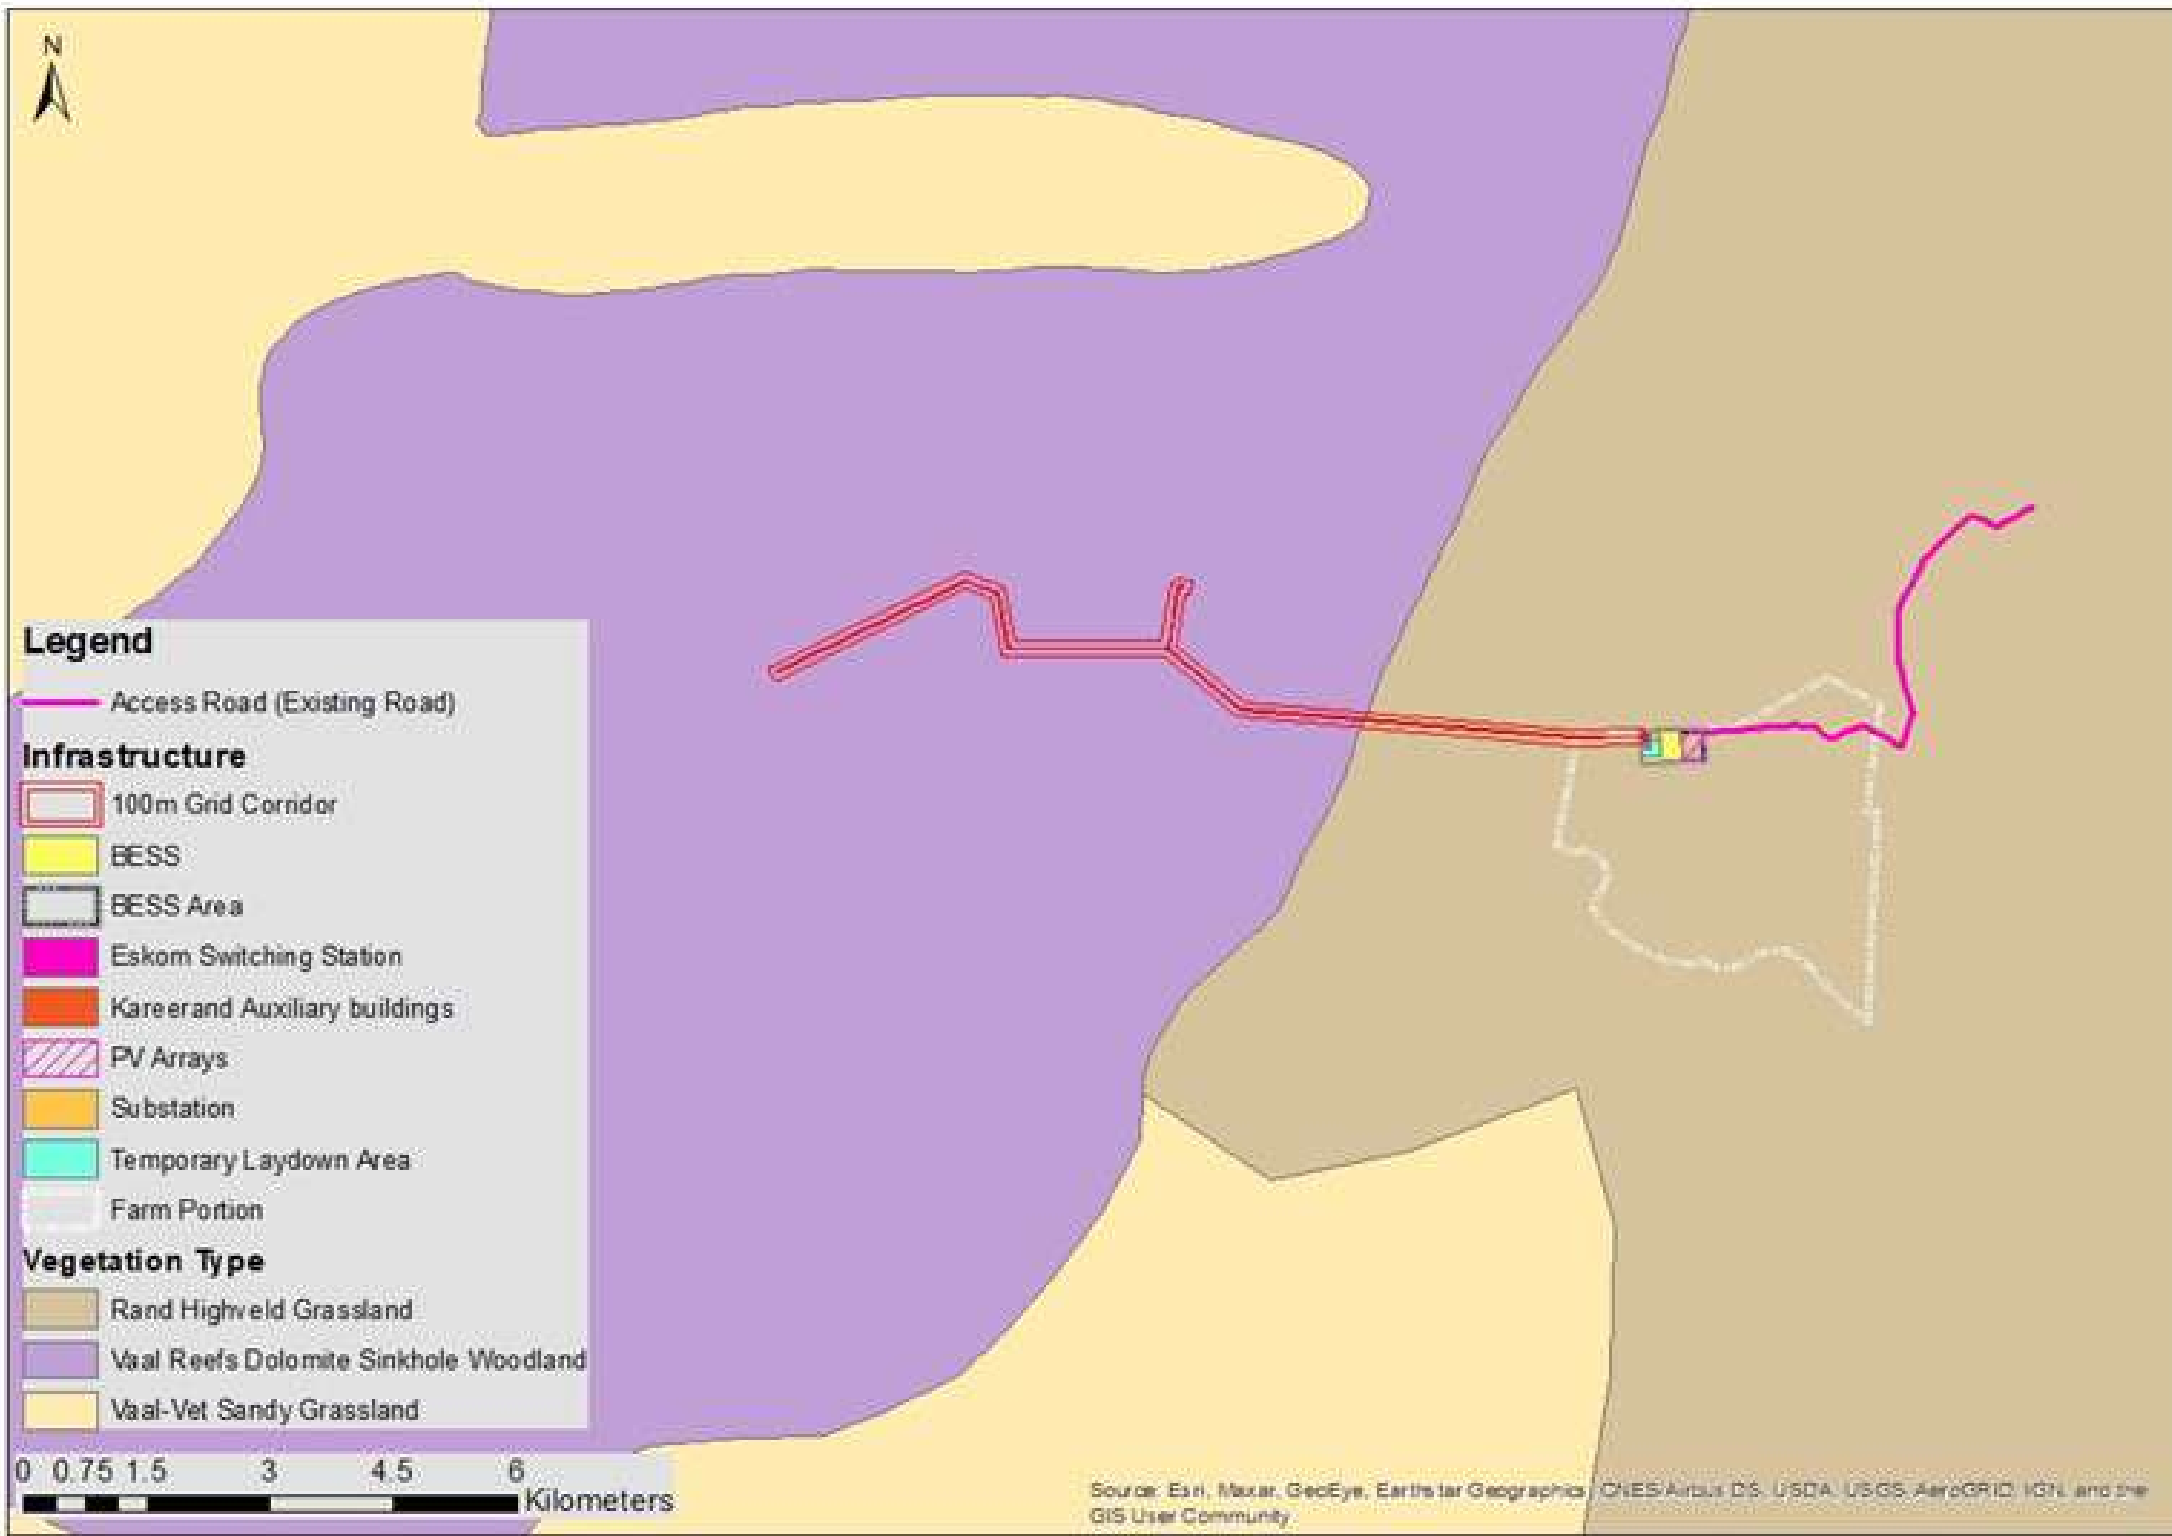 N
Legend
Access Road (Existing Road)
Infrastructure
100m Grid Corridor
BESS
BESS Area
Eskom Switching Station
Kareerand Auxiliary buildings
PV Arrays
Substation
Temporary Laydown Area
Farm Portion
Vegetation Type
Rand Highveld Grassland
Vaal Reefs Dolomite Sinkhole Woodland
Vaal-Vet Sandy Grassland
0 0.75 1.5 3 4.5 6
Kilometers
Source: Esri, Maxar, GeoEye, Earthstar Geographics, CNES/Airbus DS, USDA, USGS, AeroGRID, IGN, and the
GIS User Community